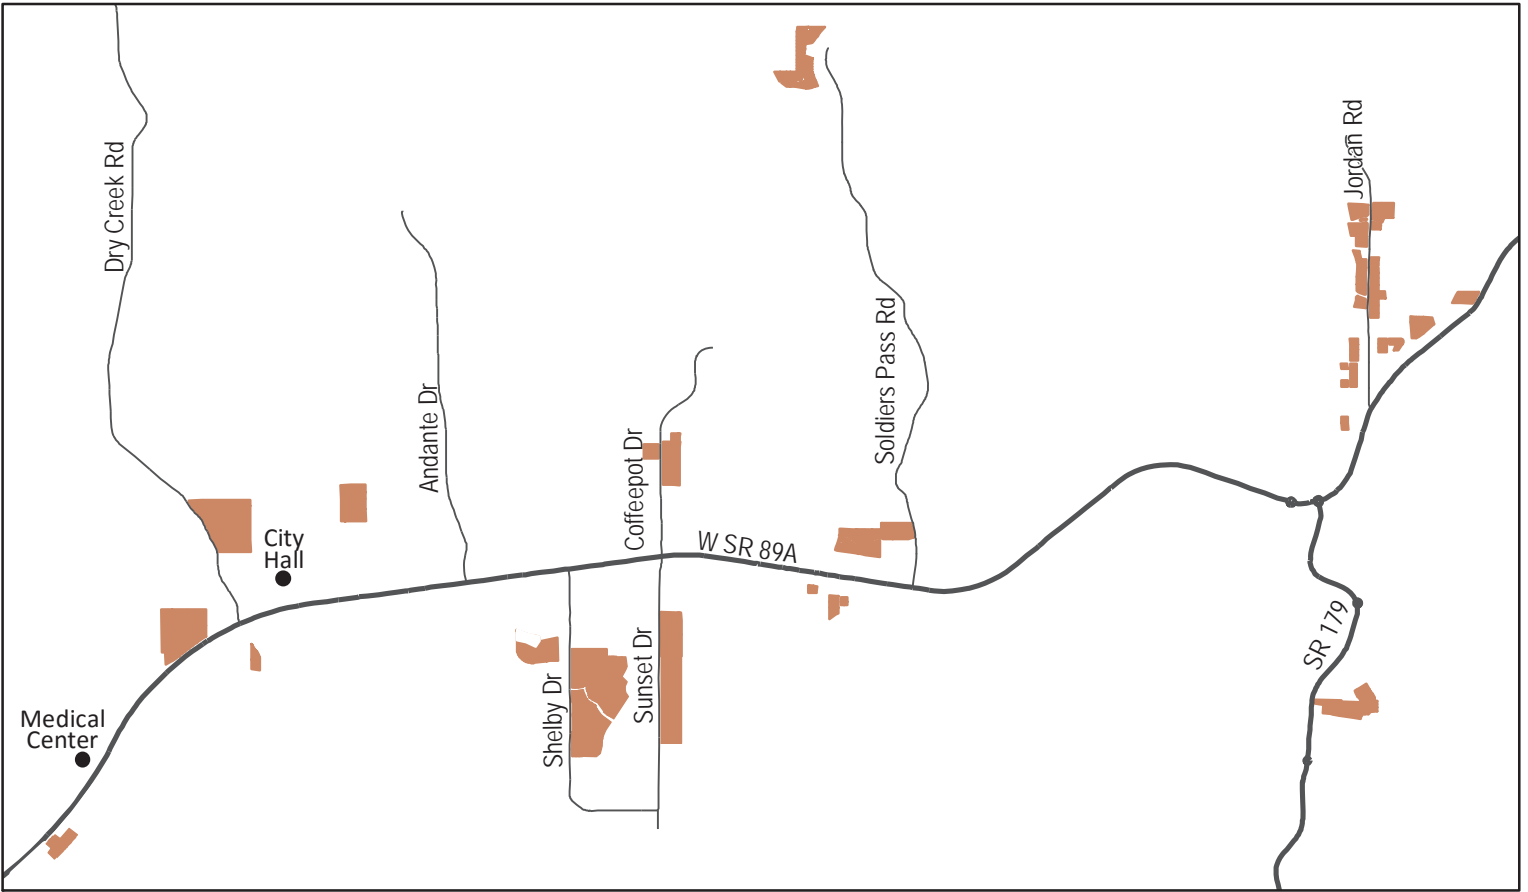 Jordan Rd
Dry Creek Rd
Soldiers Pass Rd
Andante Dr
Coffeepot Dr
City
Hall
W SR 89A
SR 179
Sunset Dr
Shelby Dr
Medical
Center